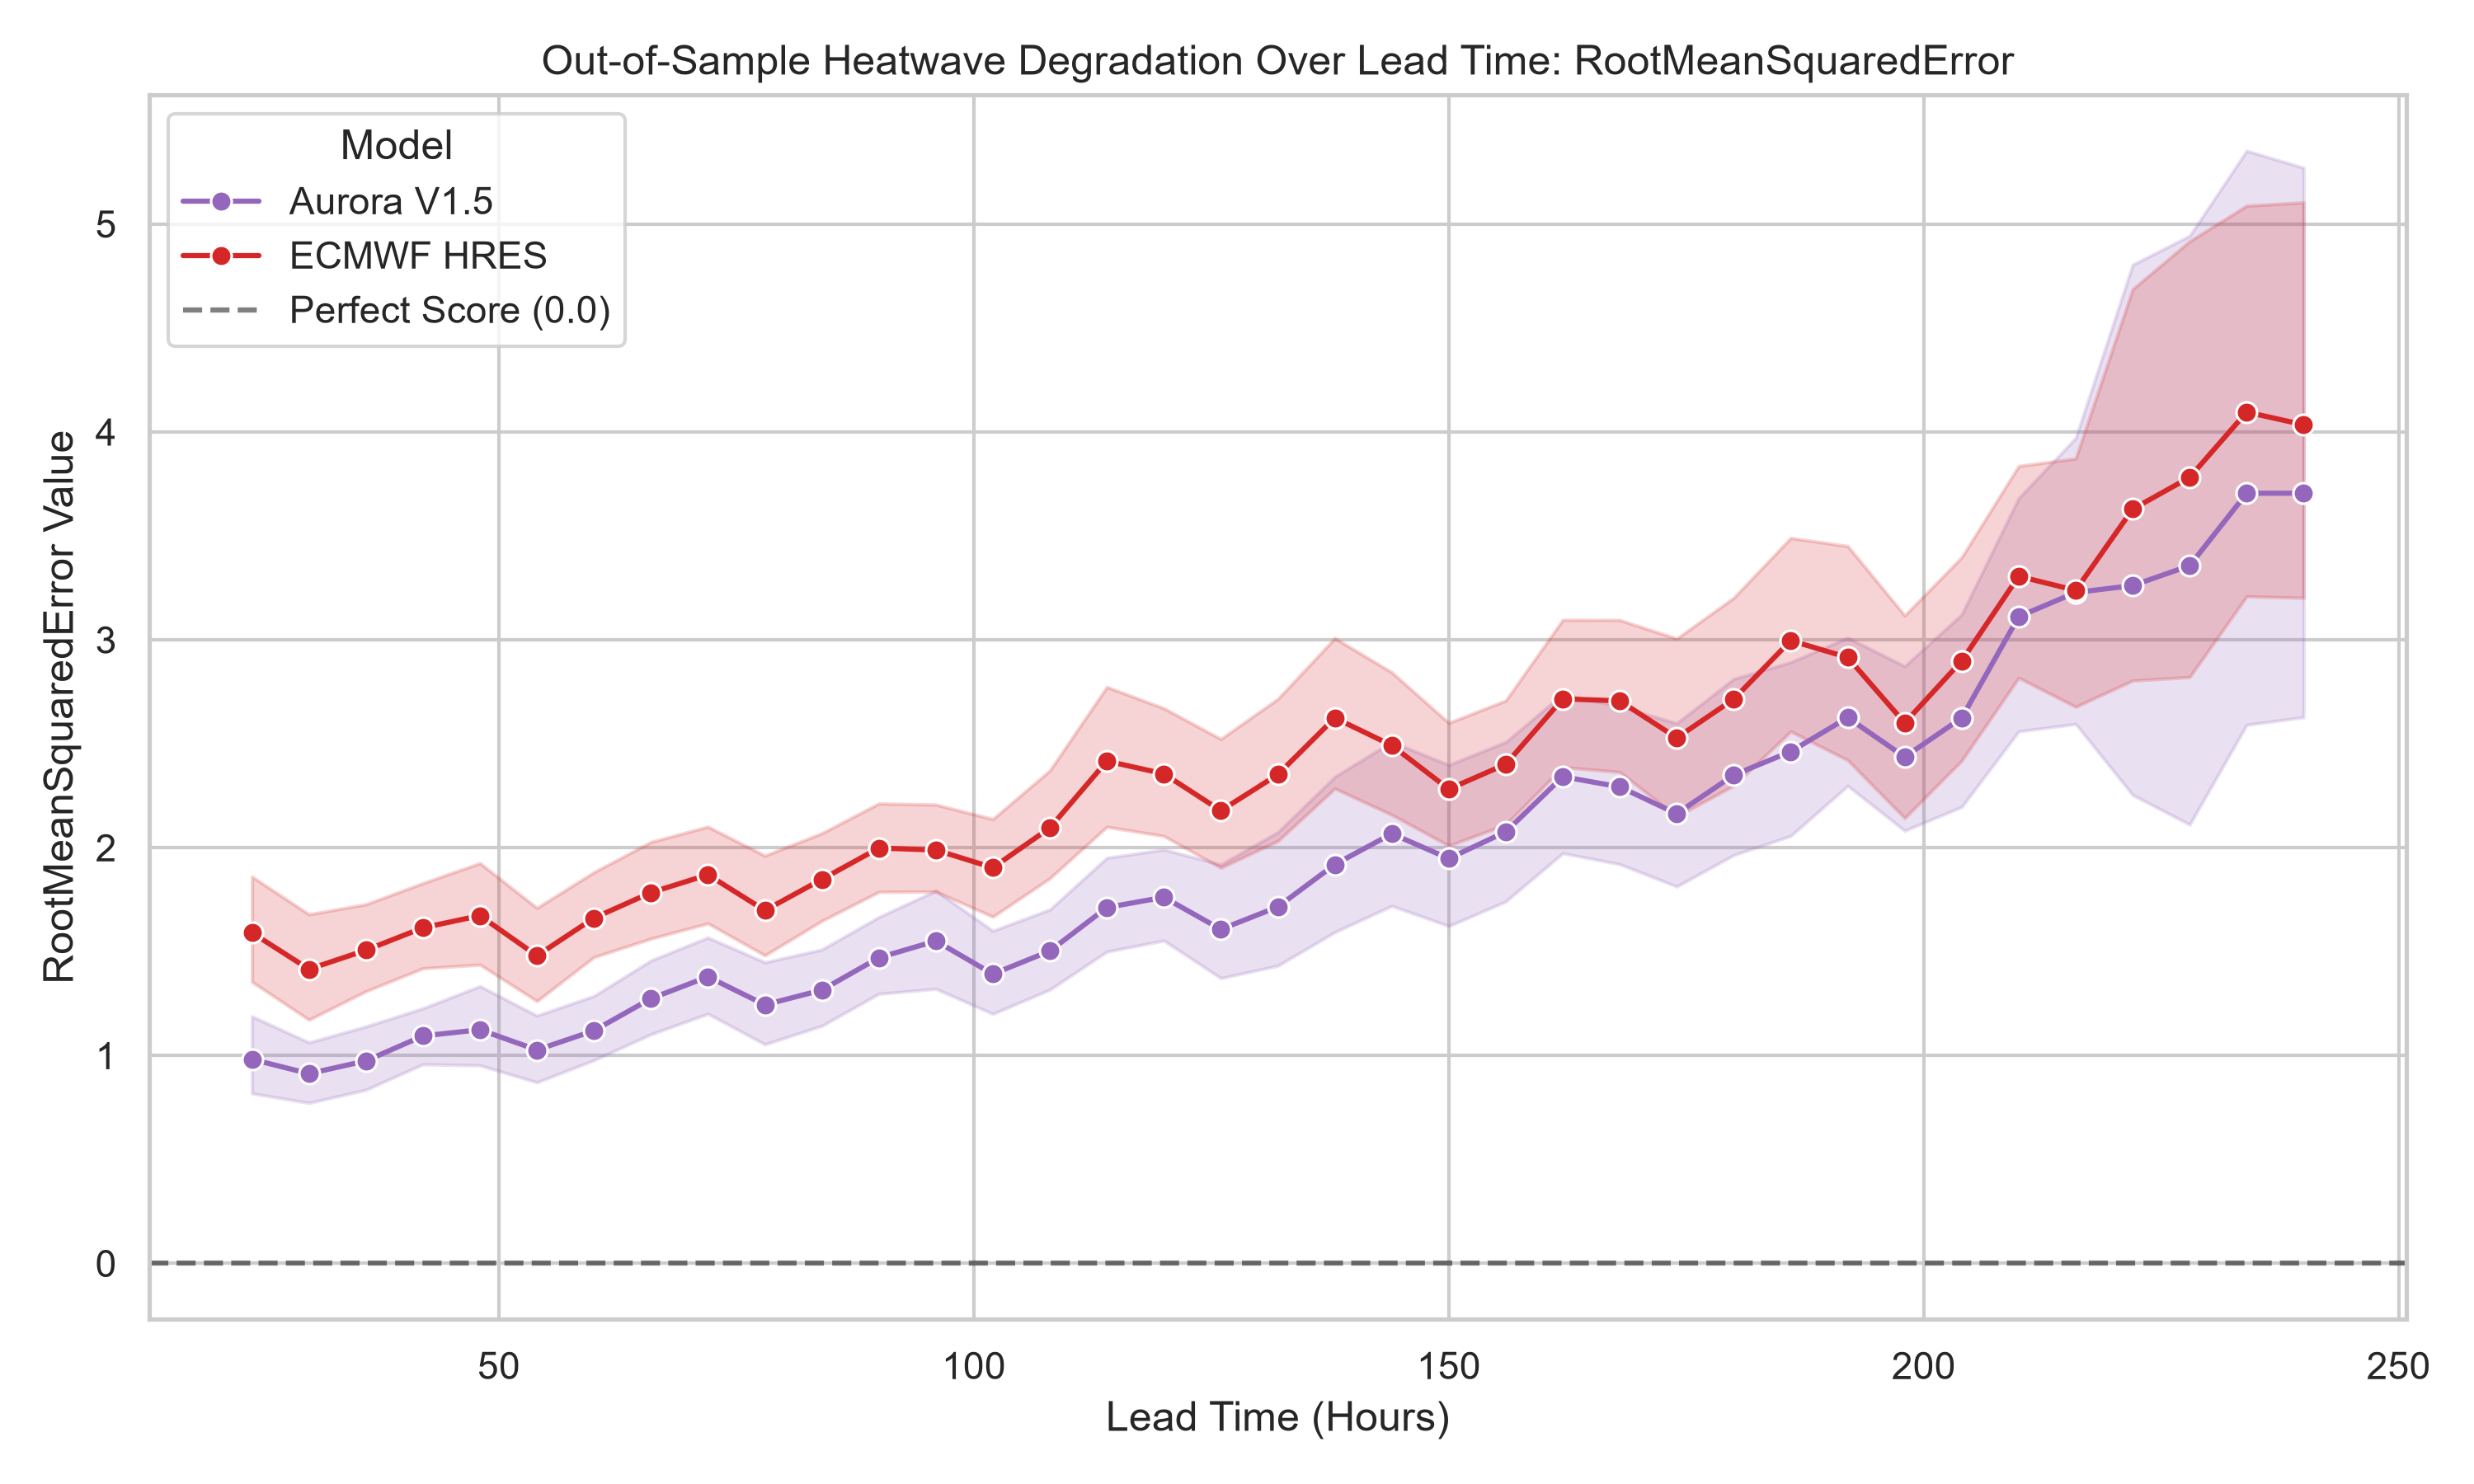 Out-of-Sample Heatwave Degradation Over Lead Time: RootMeanSquaredError
Model
Aurora V1.5
ECMWF HRES
Perfect Score (0.0)
RootMeanSquaredError Value
5
4
3
2
1
0
50 100 150 200 250
Lead Time (Hours)